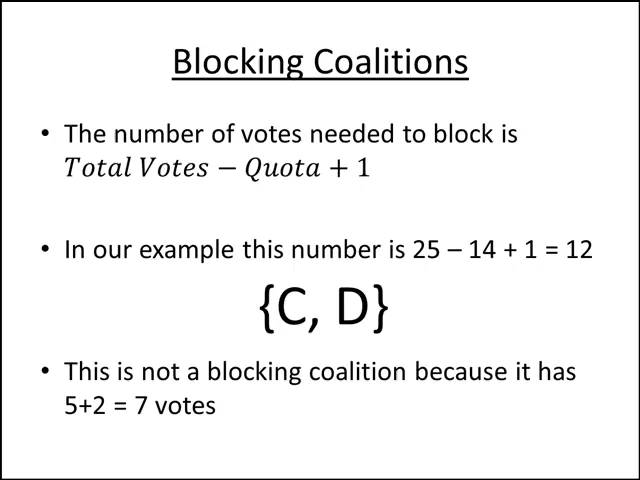 Blocking Coalitions
• The number of votes needed to block is
Total Votes − Quota + 1
• In our example this number is 25 – 14 + 1 = 12
{C, D}
• This is not a blocking coalition because it has
5+2 = 7 votes